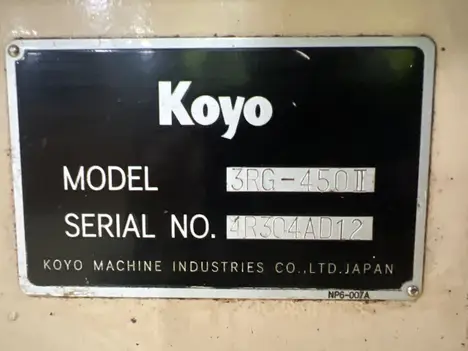 Koyo
MODEL 3RG-450Ⅱ
SERIAL NO. 4R304AD12
KOYO MACHINE INDUSTRIES CO.,LTD.JAPAN
NP6-007A